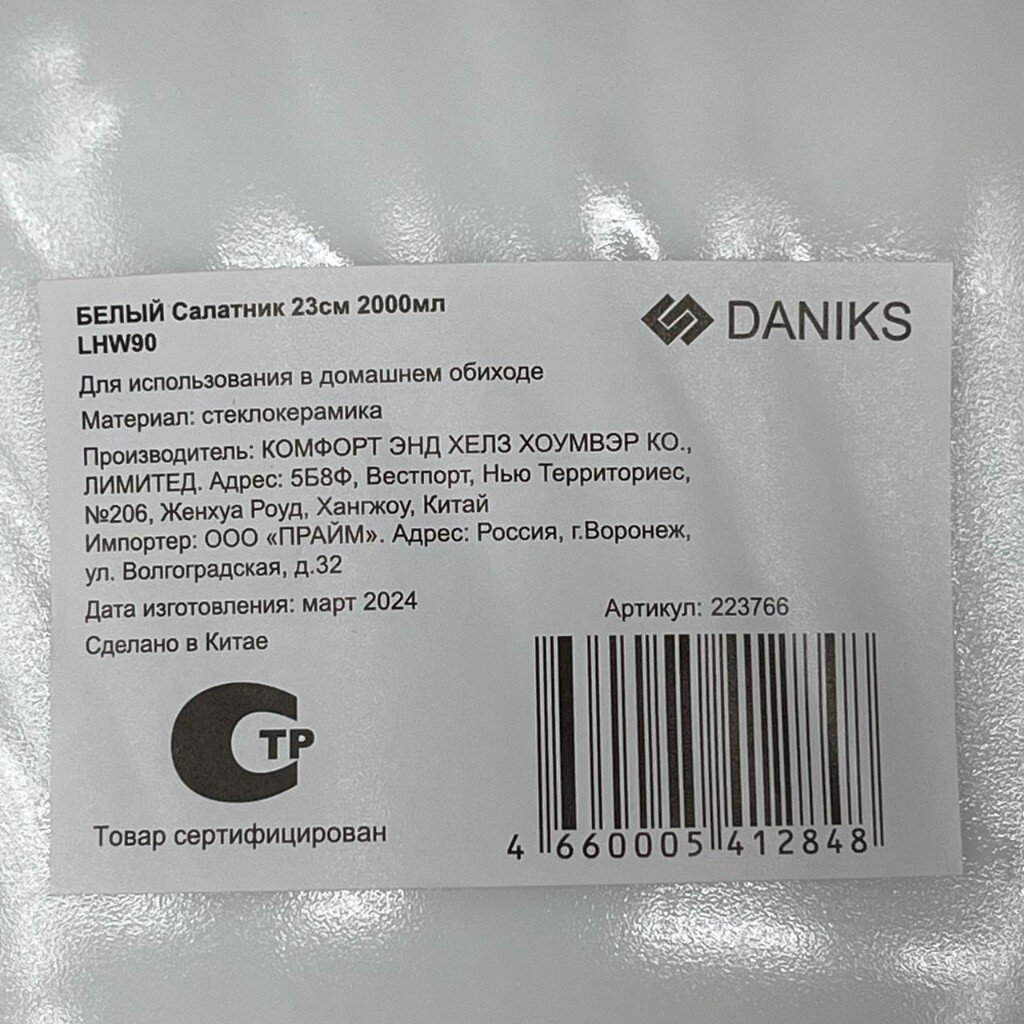 БЕЛЫЙ Салатник 23см 2000мл
LHW90
DANIKS
Для использования в домашнем обиходе
Материал: стеклокерамика
Производитель: КОМФОРТ ЭНД ХЕЛЗ ХОУМВЭР КО.,
ЛИМИТЕД. Адрес: 5Б8Ф, Вестпорт, Нью Территориес,
№206, Женхуа Роуд, Хангжоу, Китай
Импортер: ООО «ПРАЙМ». Адрес: Россия, г.Воронеж,
ул. Волгоградская, д.32
Дата изготовления: март 2024
Сделано в Китае
Артикул: 223766
СТР
Товар сертифицирован
4 660005 412848